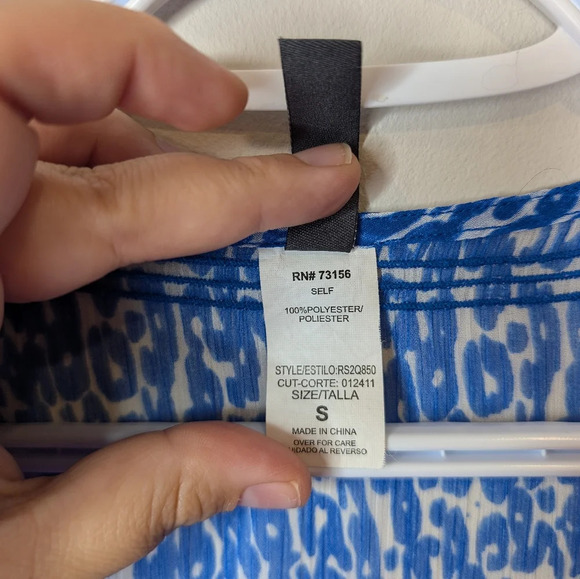 RN# 73156
SELF
100%POLYESTER/
POLIESTER
STYLE/ESTILO:RS2Q850
CUT-CORTE: 012411
SIZE/TALLA
S
MADE IN CHINA
OVER FOR CARE
UIDADO AL REVERSO